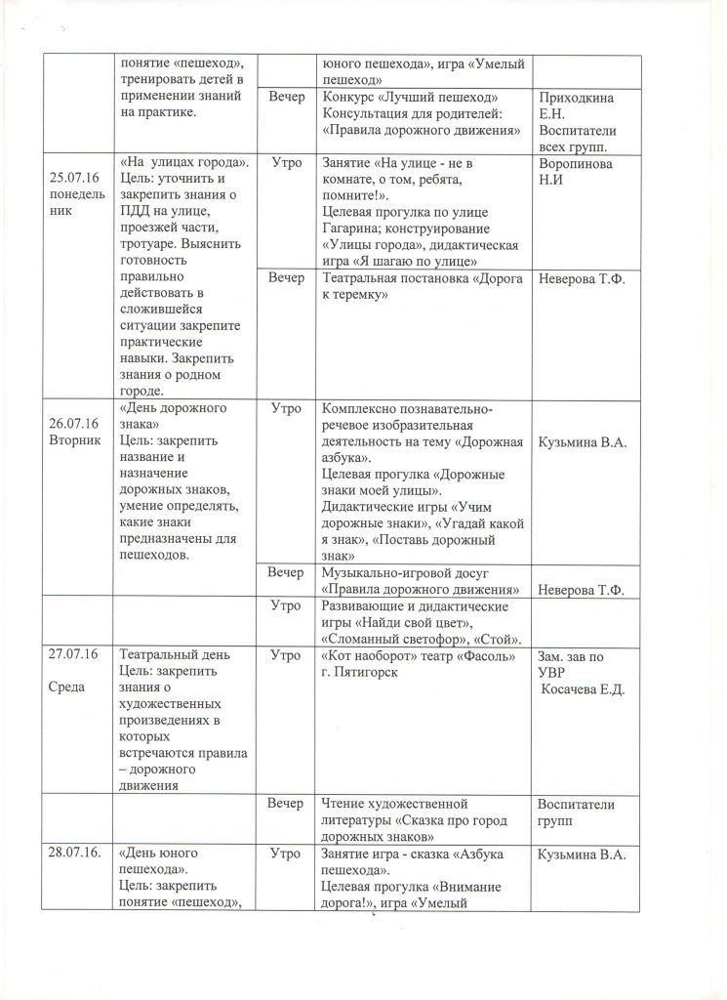 понятие «пешеход»,
тренировать детей в
применении знаний
на практике.
юного пешехода», игра «Умелый
пешеход»
Вечер
Конкурс «Лучший пешеход»
Консультация для родителей:
«Правила дорожного движения»
Приходкина
Е.Н.
Воспитатели
всех групп.
25.07.16
понедель
ник
«На улицах города».
Цель: уточнить и
закрепить знания о
ПДД на улице,
проезжей части,
тротуаре. Выяснить
готовность
правильно
действовать в
сложившейся
ситуации закрепите
практические
навыки. Закрепить
знания о родном
городе.
Утро
Занятие «На улице - не в
комнате, о том, ребята,
помните!».
Целевая прогулка по улице
Гагарина; конструирование
«Улицы города», дидактическая
игра «Я шагаю по улице»
Воропинова
Н.И
Вечер
Театральная постановка «Дорога
к теремку»
Неверова Т.Ф.
26.07.16
Вторник
«День дорожного
знака»
Цель: закрепить
название и
назначение
дорожных знаков,
умение определять,
какие знаки
предназначены для
пешеходов.
Утро
Комплексно познавательно-
речевое изобразительная
деятельность на тему «Дорожная
азбука».
Целевая прогулка «Дорожные
знаки моей улицы».
Дидактические игры «Учим
дорожные знаки», «Угадай какой
я знак», «Поставь дорожный
знак»
Кузьмина В.А.
Вечер
Музыкально-игровой досуг
«Правила дорожного движения»
Неверова Т.Ф.
Утро
Развивающие и дидактические
игры «Найди свой цвет»,
«Сломанный светофор», «Стой».
27.07.16
Среда
Театральный день
Цель: закрепить
знания о
художественных
произведениях в
которых
встречаются правила
– дорожного
движения
Утро
«Кот наоборот» театр «Фасоль»
г. Пятигорск
Зам. зав по
УВР
Косачева Е.Д.
Вечер
Чтение художественной
литературы «Сказка про город
дорожных знаков»
Воспитатели
групп
28.07.16.
«День юного
пешехода».
Цель: закрепить
понятие «пешеход»,
Утро
Занятие игра - сказка «Азбука
пешехода».
Целевая прогулка «Внимание
дорога!», игра «Умелый
Кузьмина В.А.